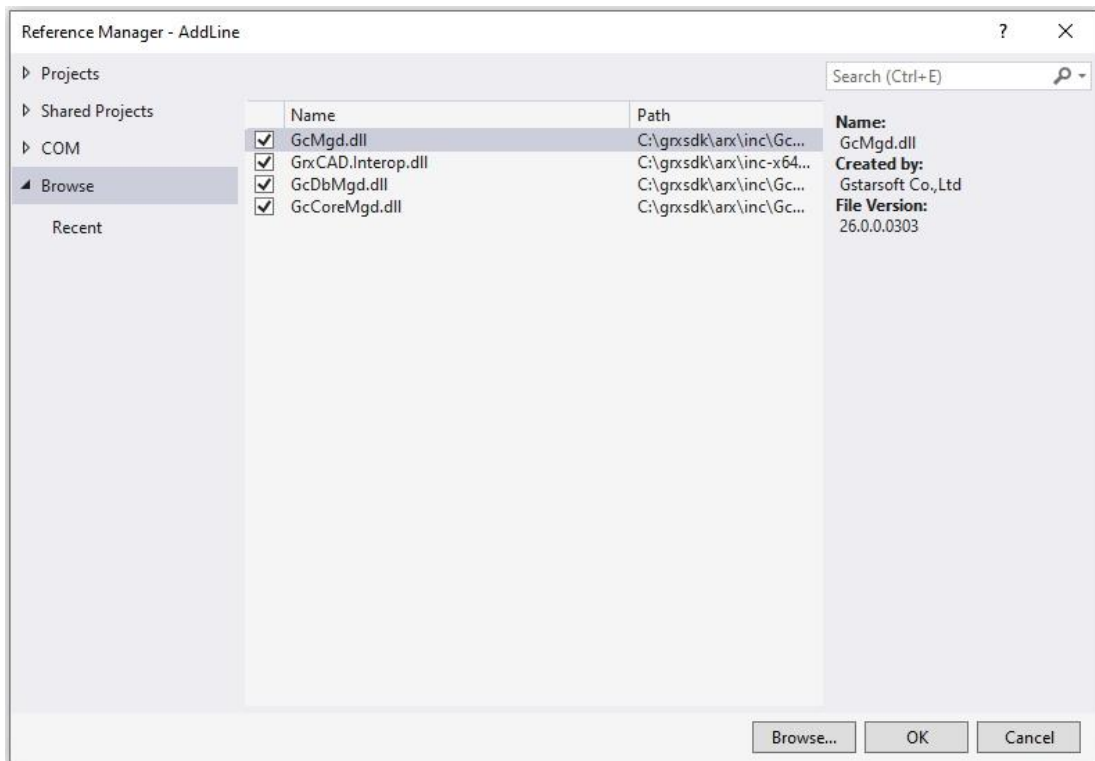 Reference Manager - AddLine ? ×
Projects
Shared Projects
COM
Browse
Recent
Name Path
GcMgd.dll C:\grxsdk\arx\inc\Gc...
GrxCAD.Interop.dll C:\grxsdk\arx\inc-x64...
GcDbMgd.dll C:\grxsdk\arx\inc\Gc...
GcCoreMgd.dll C:\grxsdk\arx\inc\Gc...
Search (Ctrl+E)
Name:
GcMgd.dll
Created by:
Gstarsoft Co.,Ltd
File Version:
26.0.0.0303
Browse... OK Cancel